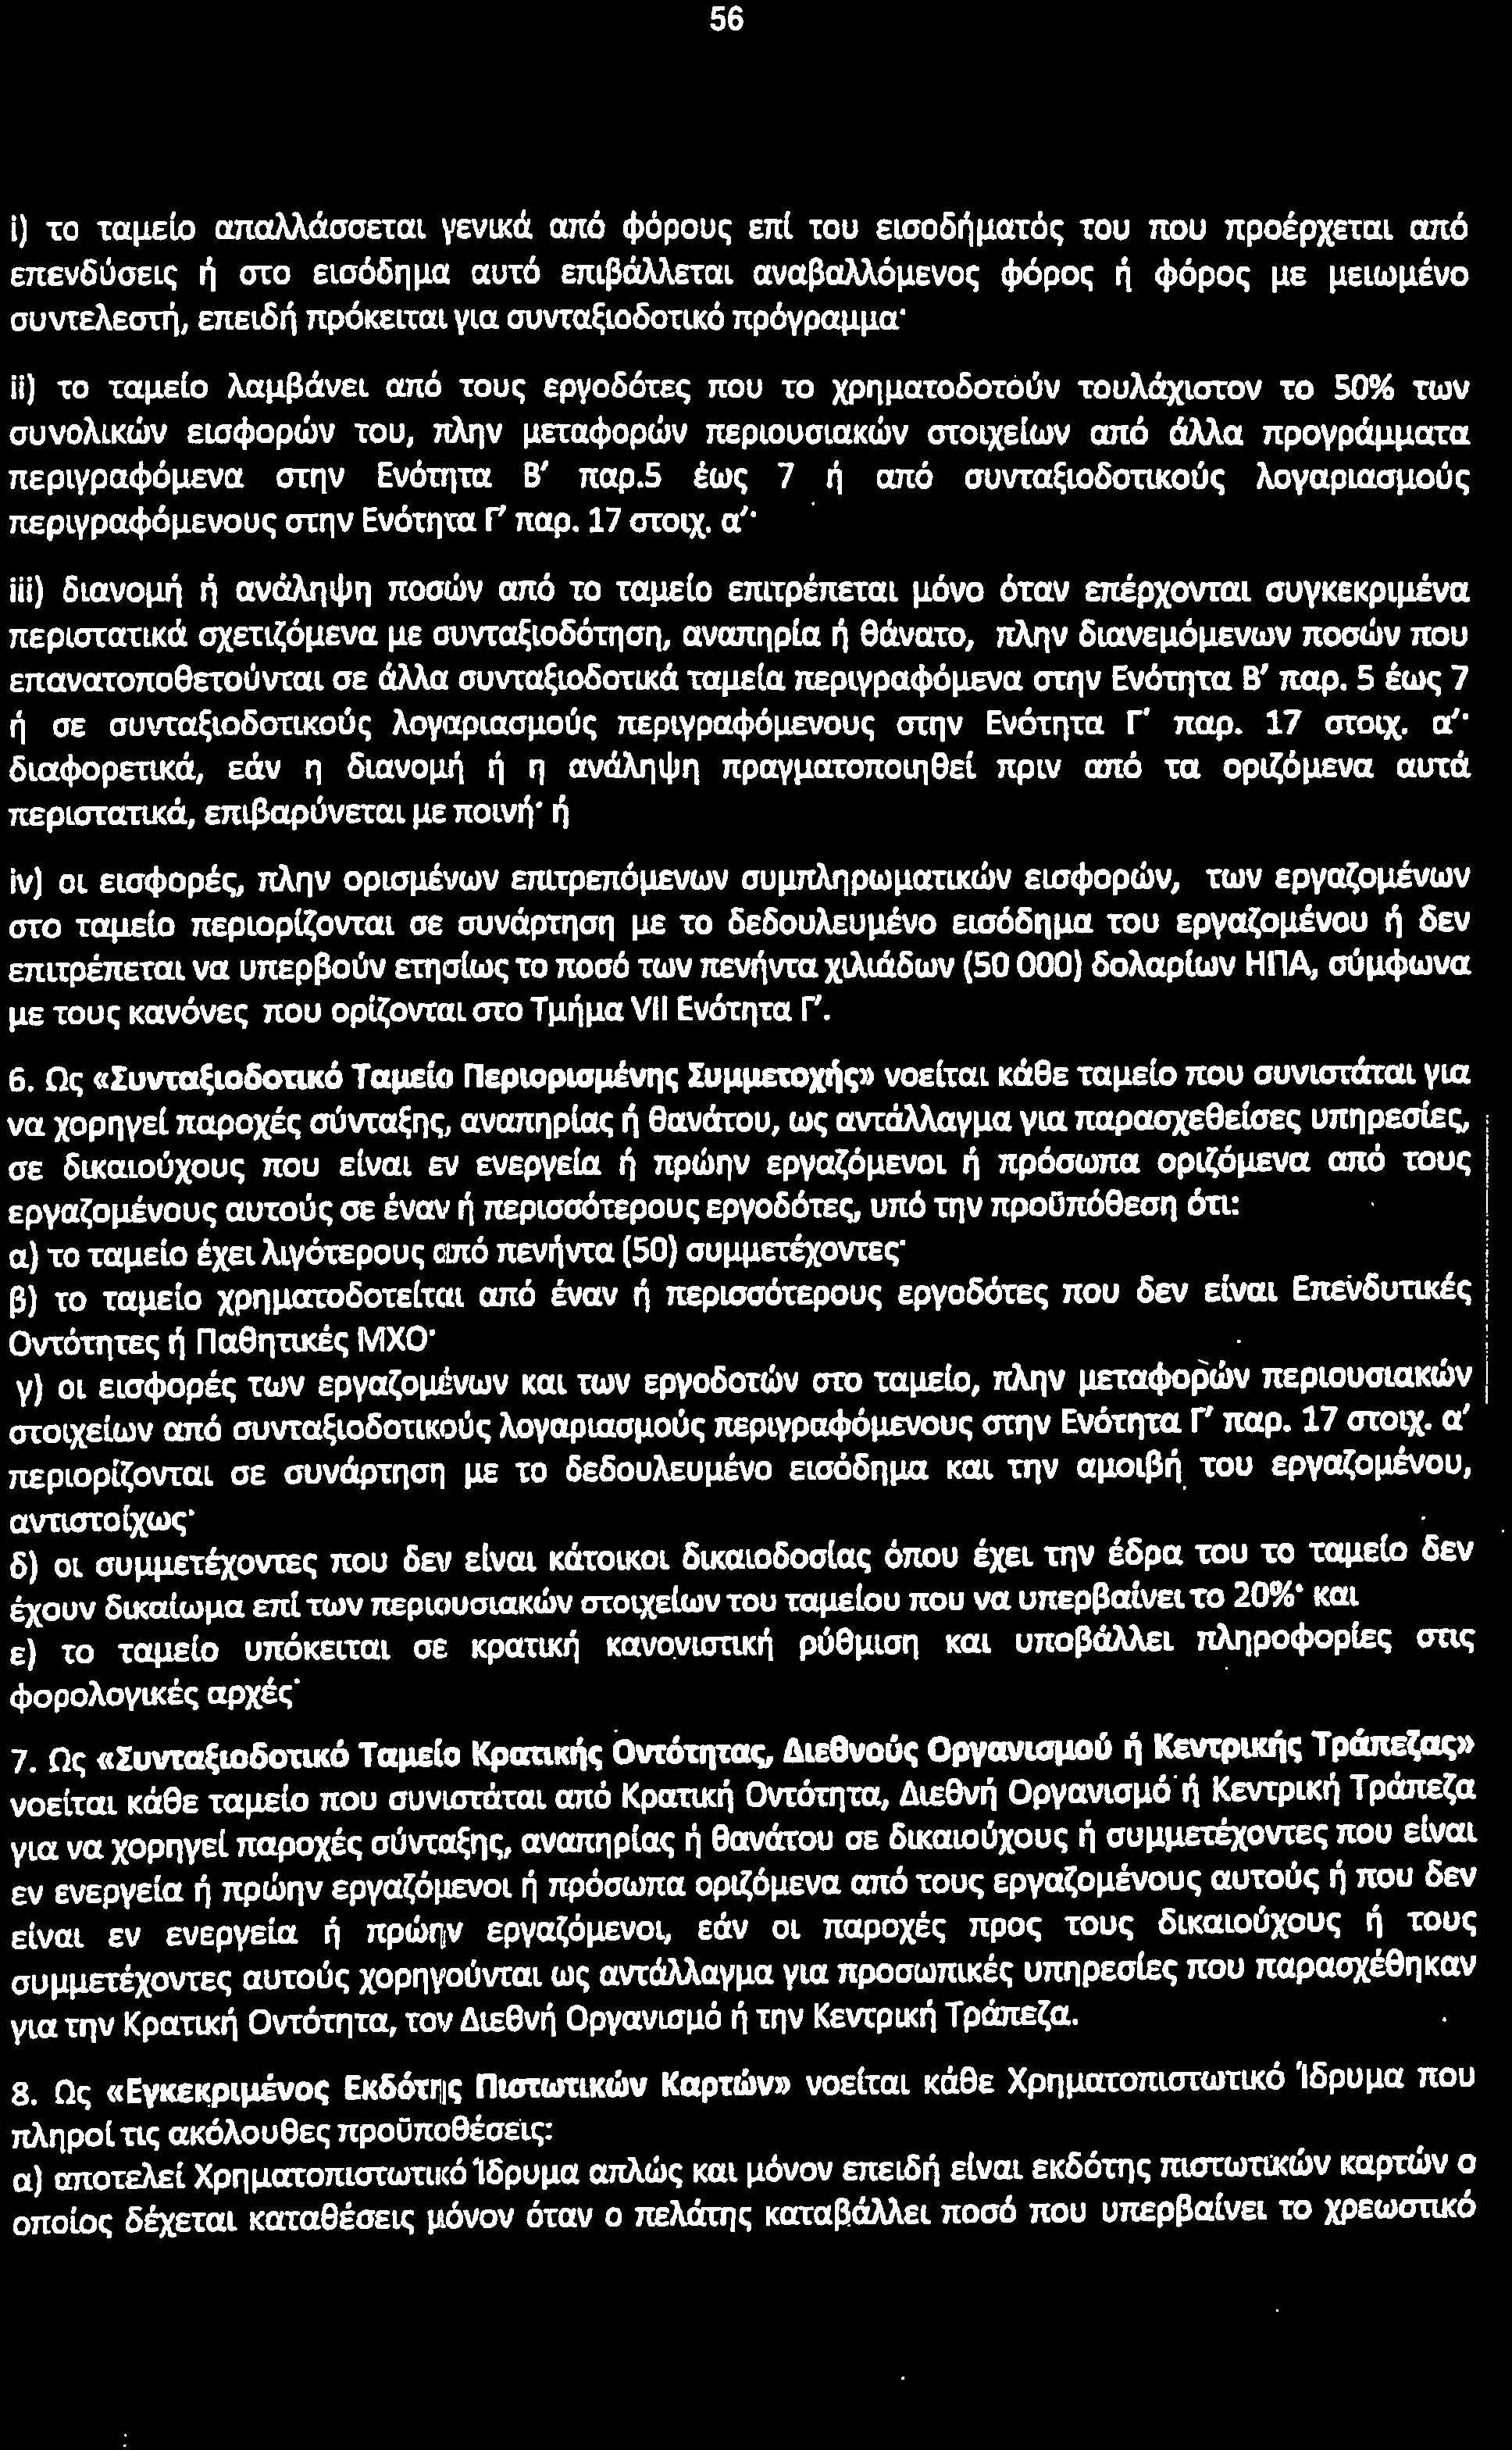 56
i) το ταμείο απαλλάσσεται γενικά από φόρους επί του εισοδήματός του που προέρχεται από
επενδύσεις ή στο εισόδημα αυτό επιβάλλεται αναβαλλόμενος φόρος ή φόρος με μειωμένο
συντελεστή, επειδή πρόκειται για συνταξιοδοτικό πρόγραμμα·
ii) το ταμείο λαμβάνει από τους εργοδότες που το χρηματοδοτούν τουλάχιστον το 50% των
συνολικών εισφορών του, πλην μεταφορών περιουσιακών στοιχείων από άλλα προγράμματα
περιγραφόμενα στην Ενότητα Β' παρ.5 έως 7 ή από συνταξιοδοτικούς λογαριασμούς
περιγραφόμενους στην Ενότητα Γ' παρ. 17 στοιχ. α'·
iii) διανομή ή ανάληψη ποσών από το ταμείο επιτρέπεται μόνο όταν επέρχονται συγκεκριμένα
περιστατικά σχετιζόμενα με συνταξιοδότηση, αναπηρία ή θάνατο, πλην διανεμόμενων ποσών που
επανατοποθετούνται σε άλλα συνταξιοδοτικά ταμεία περιγραφόμενα στην Ενότητα Β' παρ. 5 έως 7
ή σε συνταξιοδοτικούς λογαριασμούς περιγραφόμενους στην Ενότητα Γ' παρ. 17 στοιχ. α'·
διαφορετικά, εάν η διανομή ή η ανάληψη πραγματοποιηθεί πριν από τα οριζόμενα αυτά
περιστατικά, επιβαρύνεται με ποινή· ή
iv) οι εισφορές, πλην ορισμένων επιτρεπόμενων συμπληρωματικών εισφορών, των εργαζομένων
στο ταμείο περιορίζονται σε συνάρτηση με το δεδουλευμένο εισόδημα του εργαζομένου ή δεν
επιτρέπεται να υπερβούν ετησίως το ποσό των πενήντα χιλιάδων (50 000) δολαρίων ΗΠΑ, σύμφωνα
με τους κανόνες που ορίζονται στο Τμήμα VII Ενότητα Γ'.
6. Ως «Συνταξιοδοτικό Ταμείο Περιορισμένης Συμμετοχής» νοείται κάθε ταμείο που συνιστάται για
να χορηγεί παροχές σύνταξης, αναπηρίας ή θανάτου, ως αντάλλαγμα για παρασχεθείσες υπηρεσίες,
σε δικαιούχους που είναι εν ενεργεία ή πρώην εργαζόμενοι ή πρόσωπα οριζόμενα από τους
εργαζομένους αυτούς σε έναν ή περισσότερους εργοδότες, υπό την προϋπόθεση ότι:
α) το ταμείο έχει λιγότερους από πενήντα (50) συμμετέχοντες·
β) το ταμείο χρηματοδοτείται από έναν ή περισσότερους εργοδότες που δεν είναι Επενδυτικές
Οντότητες ή Παθητικές ΜΧΟ·
γ) οι εισφορές των εργαζομένων και των εργοδοτών στο ταμείο, πλην μεταφορών περιουσιακών
στοιχείων από συνταξιοδοτικούς λογαριασμούς περιγραφόμενους στην Ενότητα Γ' παρ. 17 στοιχ. α'
περιορίζονται σε συνάρτηση με το δεδουλευμένο εισόδημα και την αμοιβή του εργαζομένου,
αντιστοίχως·
δ) οι συμμετέχοντες που δεν είναι κάτοικοι δικαιοδοσίας όπου έχει την έδρα του το ταμείο δεν
έχουν δικαίωμα επί των περιουσιακών στοιχείων του ταμείου που να υπερβαίνει το 20%· και
ε) το ταμείο υπόκειται σε κρατική κανονιστική ρύθμιση και υποβάλλει πληροφορίες στις
φορολογικές αρχές·
7. Ως «Συνταξιοδοτικό Ταμείο Κρατικής Οντότητας, Διεθνούς Οργανισμού ή Κεντρικής Τράπεζας»
νοείται κάθε ταμείο που συνιστάται από Κρατική Οντότητα, Διεθνή Οργανισμό ή Κεντρική Τράπεζα
για να χορηγεί παροχές σύνταξης, αναπηρίας ή θανάτου σε δικαιούχους ή συμμετέχοντες που είναι
εν ενεργεία ή πρώην εργαζόμενοι ή πρόσωπα οριζόμενα από τους εργαζομένους αυτούς ή που δεν
είναι εν ενεργεία ή πρώην εργαζόμενοι, εάν οι παροχές προς τους δικαιούχους ή τους
συμμετέχοντες αυτούς χορηγούνται ως αντάλλαγμα για προσωπικές υπηρεσίες που παρασχέθηκαν
για την Κρατική Οντότητα, τον Διεθνή Οργανισμό ή την Κεντρική Τράπεζα.
8. Ως «Εγκεκριμένος Εκδότης Πιστωτικών Καρτών» νοείται κάθε Χρηματοπιστωτικό Ίδρυμα που
πληροί τις ακόλουθες προϋποθέσεις:
α) αποτελεί Χρηματοπιστωτικό Ίδρυμα απλώς και μόνον επειδή είναι εκδότης πιστωτικών καρτών ο
οποίος δέχεται καταθέσεις μόνον όταν ο πελάτης καταβάλλει ποσό που υπερβαίνει το χρεωστικό